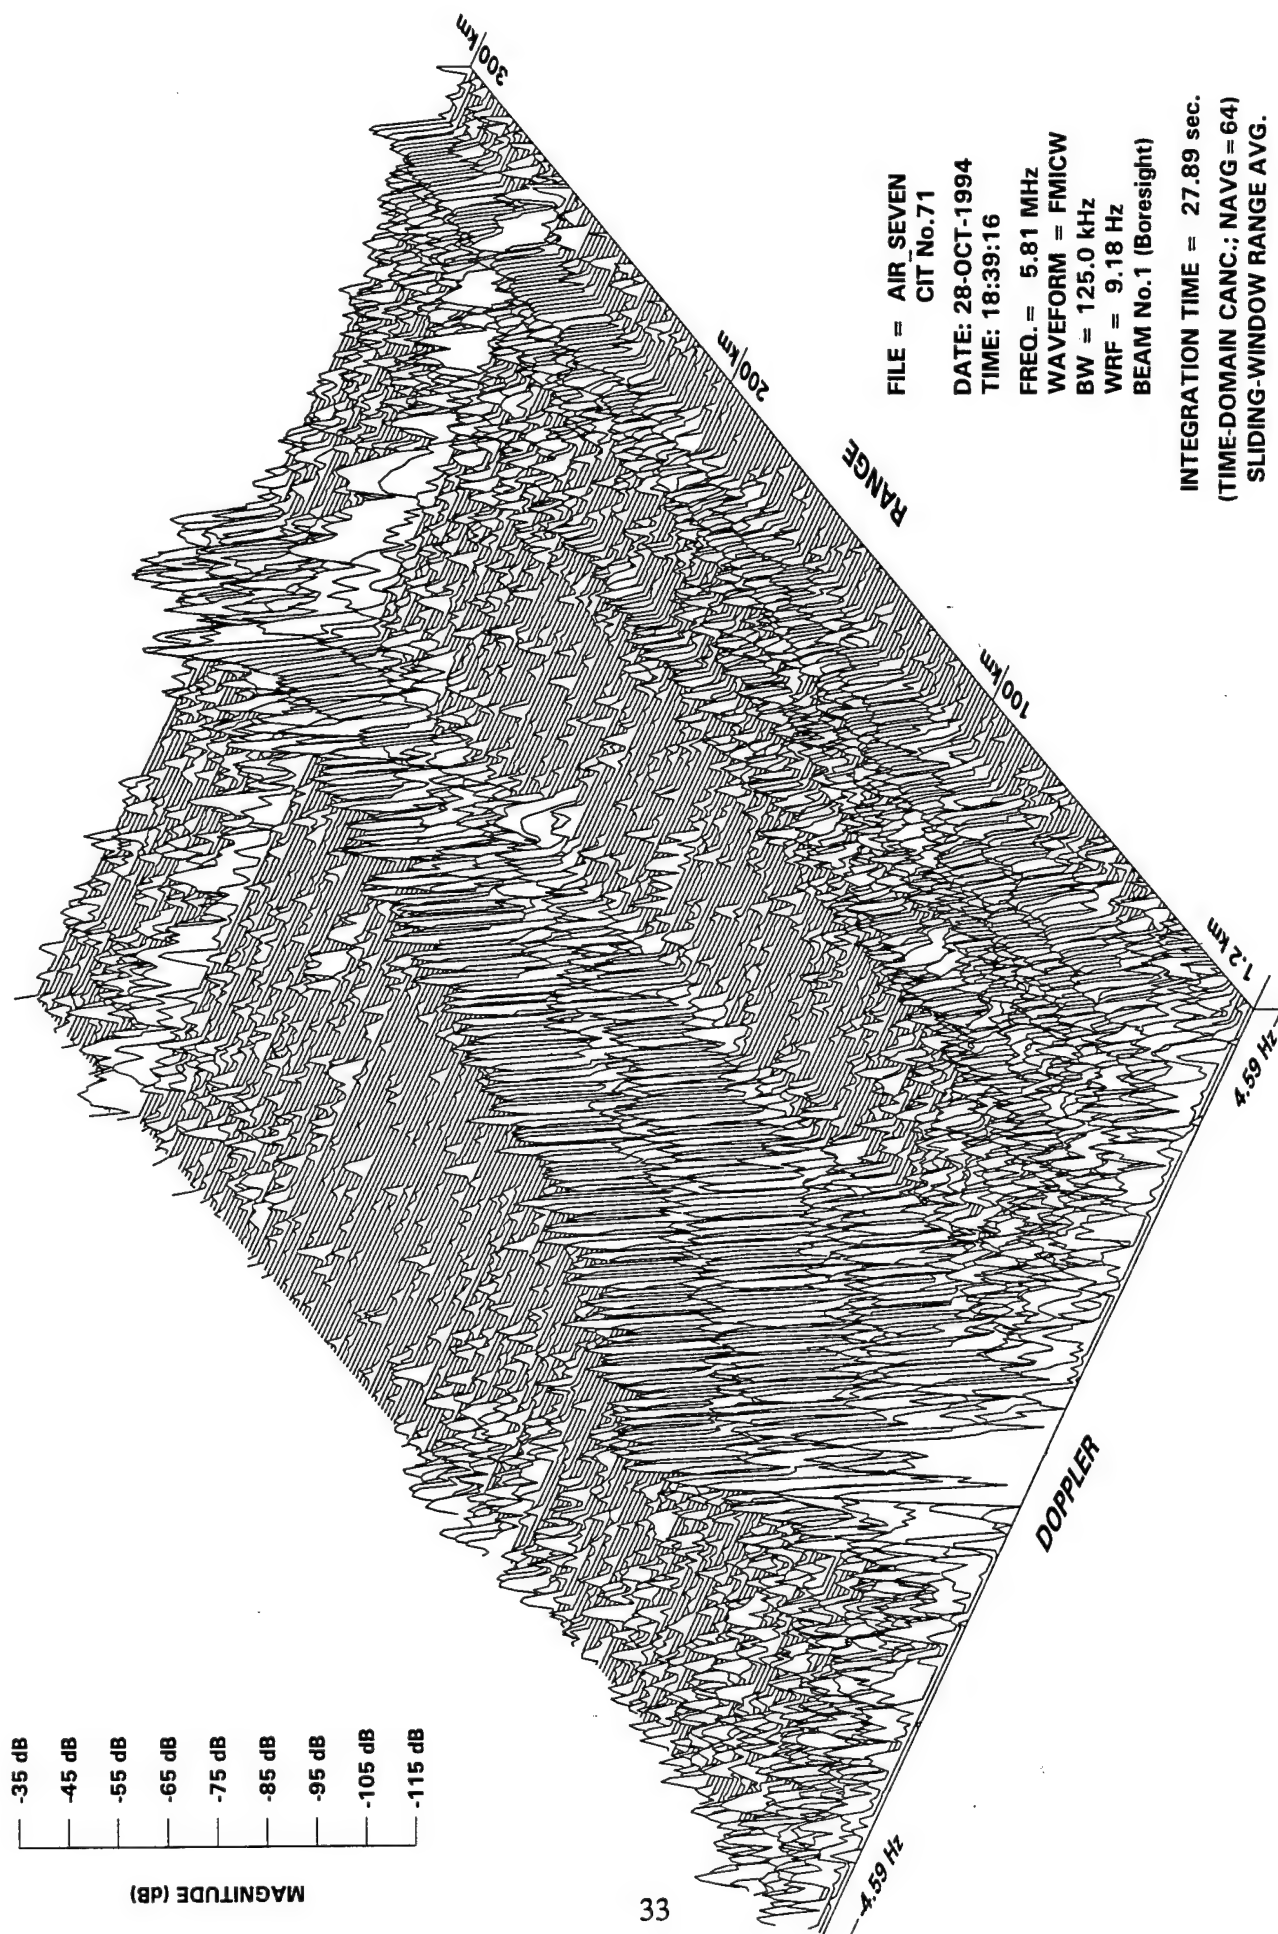 -35 dB
-45 dB
-55 dB
-65 dB
-75 dB
-85 dB
-95 dB
-105 dB
-115 dB
MAGNITUDE (dB)
300 km
200 km
RANGE
100 km
1.2 km
4.59 Hz
DOPPLER
-4.59 Hz
FILE = AIR_SEVEN
CIT No.71
DATE: 28-OCT-1994
TIME: 18:39:16
FREQ. = 5.81 MHz
WAVEFORM = FMICW
BW = 125.0 kHz
WRF = 9.18 Hz
BEAM No.1 (Boresight)
INTEGRATION TIME = 27.89 sec.
(TIME-DOMAIN CANC.; NAVG = 64)
SLIDING-WINDOW RANGE AVG.
33